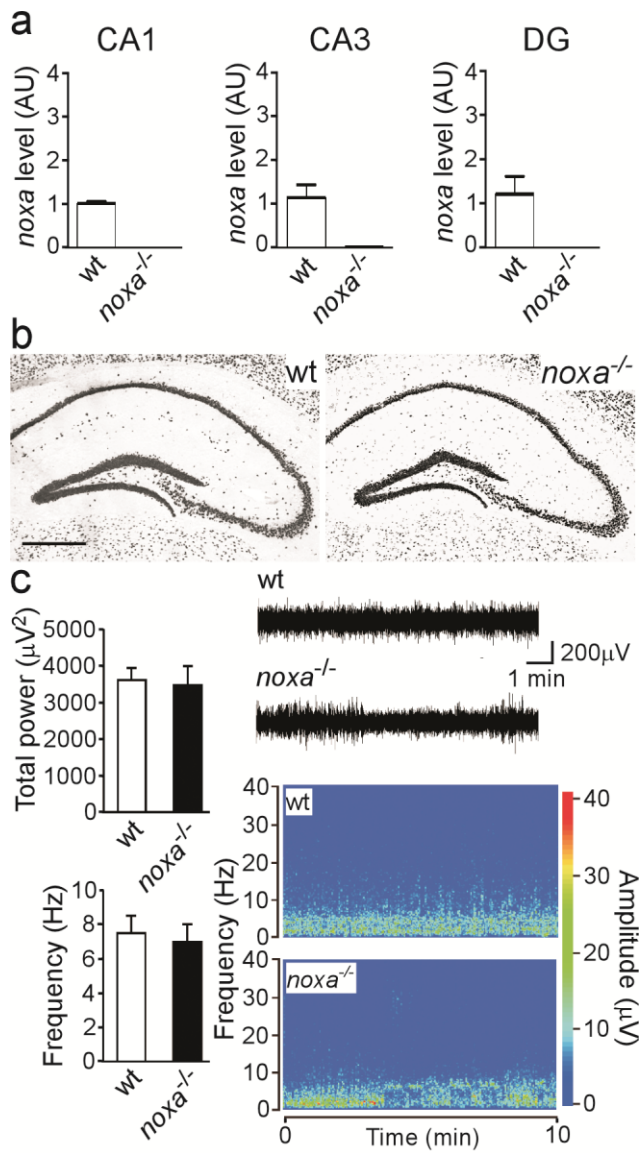 a
CA1
CA3
DG
noxa level (AU)
4
3
2
1
0
wt
noxa-/-
noxa level (AU)
4
3
2
1
0
wt
noxa-/-
noxa level (AU)
4
3
2
1
0
wt
noxa-/-
b
wt
noxa-/-
c
Total power (µV²)
5000
4000
3000
2000
1000
0
wt
noxa-/-
wt
noxa-/-
200µV
1 min
Frequency (Hz)
8
6
4
2
0
wt
noxa-/-
Frequency (Hz)
wt
40
30
20
10
0
noxa-/-
40
30
20
10
0
0
Time (min)
10
40
30
20
10
0
Amplitude (µV)